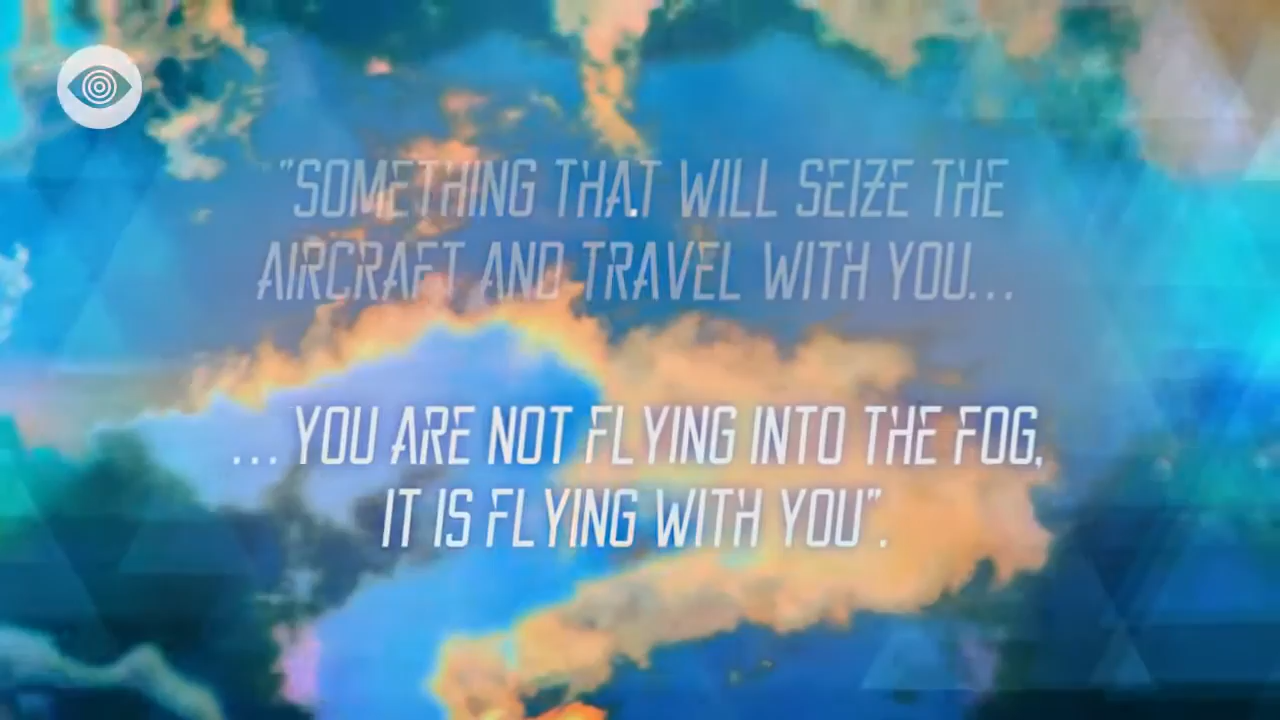 "SOMETHING THAT WILL SEIZE THE
AIRCRAFT AND TRAVEL WITH YOU...
...YOU ARE NOT FLYING INTO THE FOG,
IT IS FLYING WITH YOU".